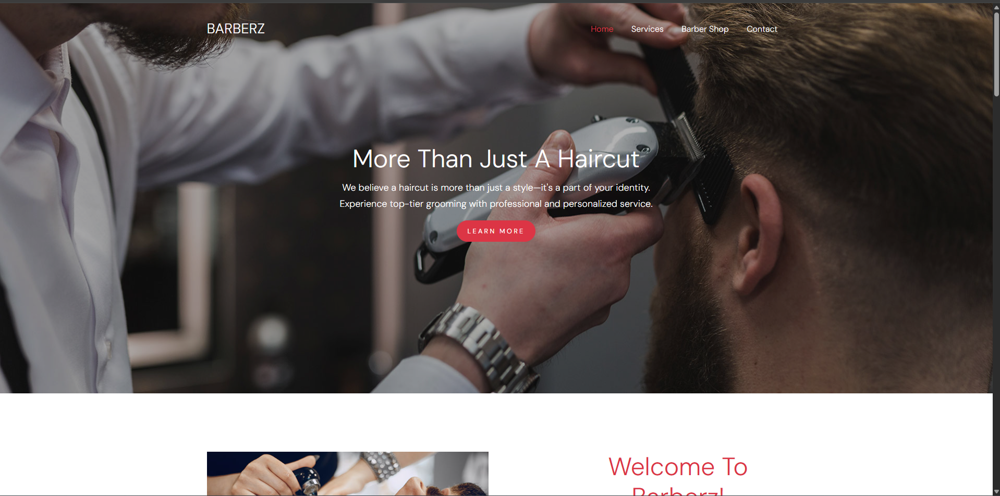 BARBERZ
Home Services Barber Shop Contact
More Than Just A Haircut
We believe a haircut is more than just a style—it's a part of your identity.
Experience top-tier grooming with professional and personalized service.
LEARN MORE
Welcome To
Barberz!